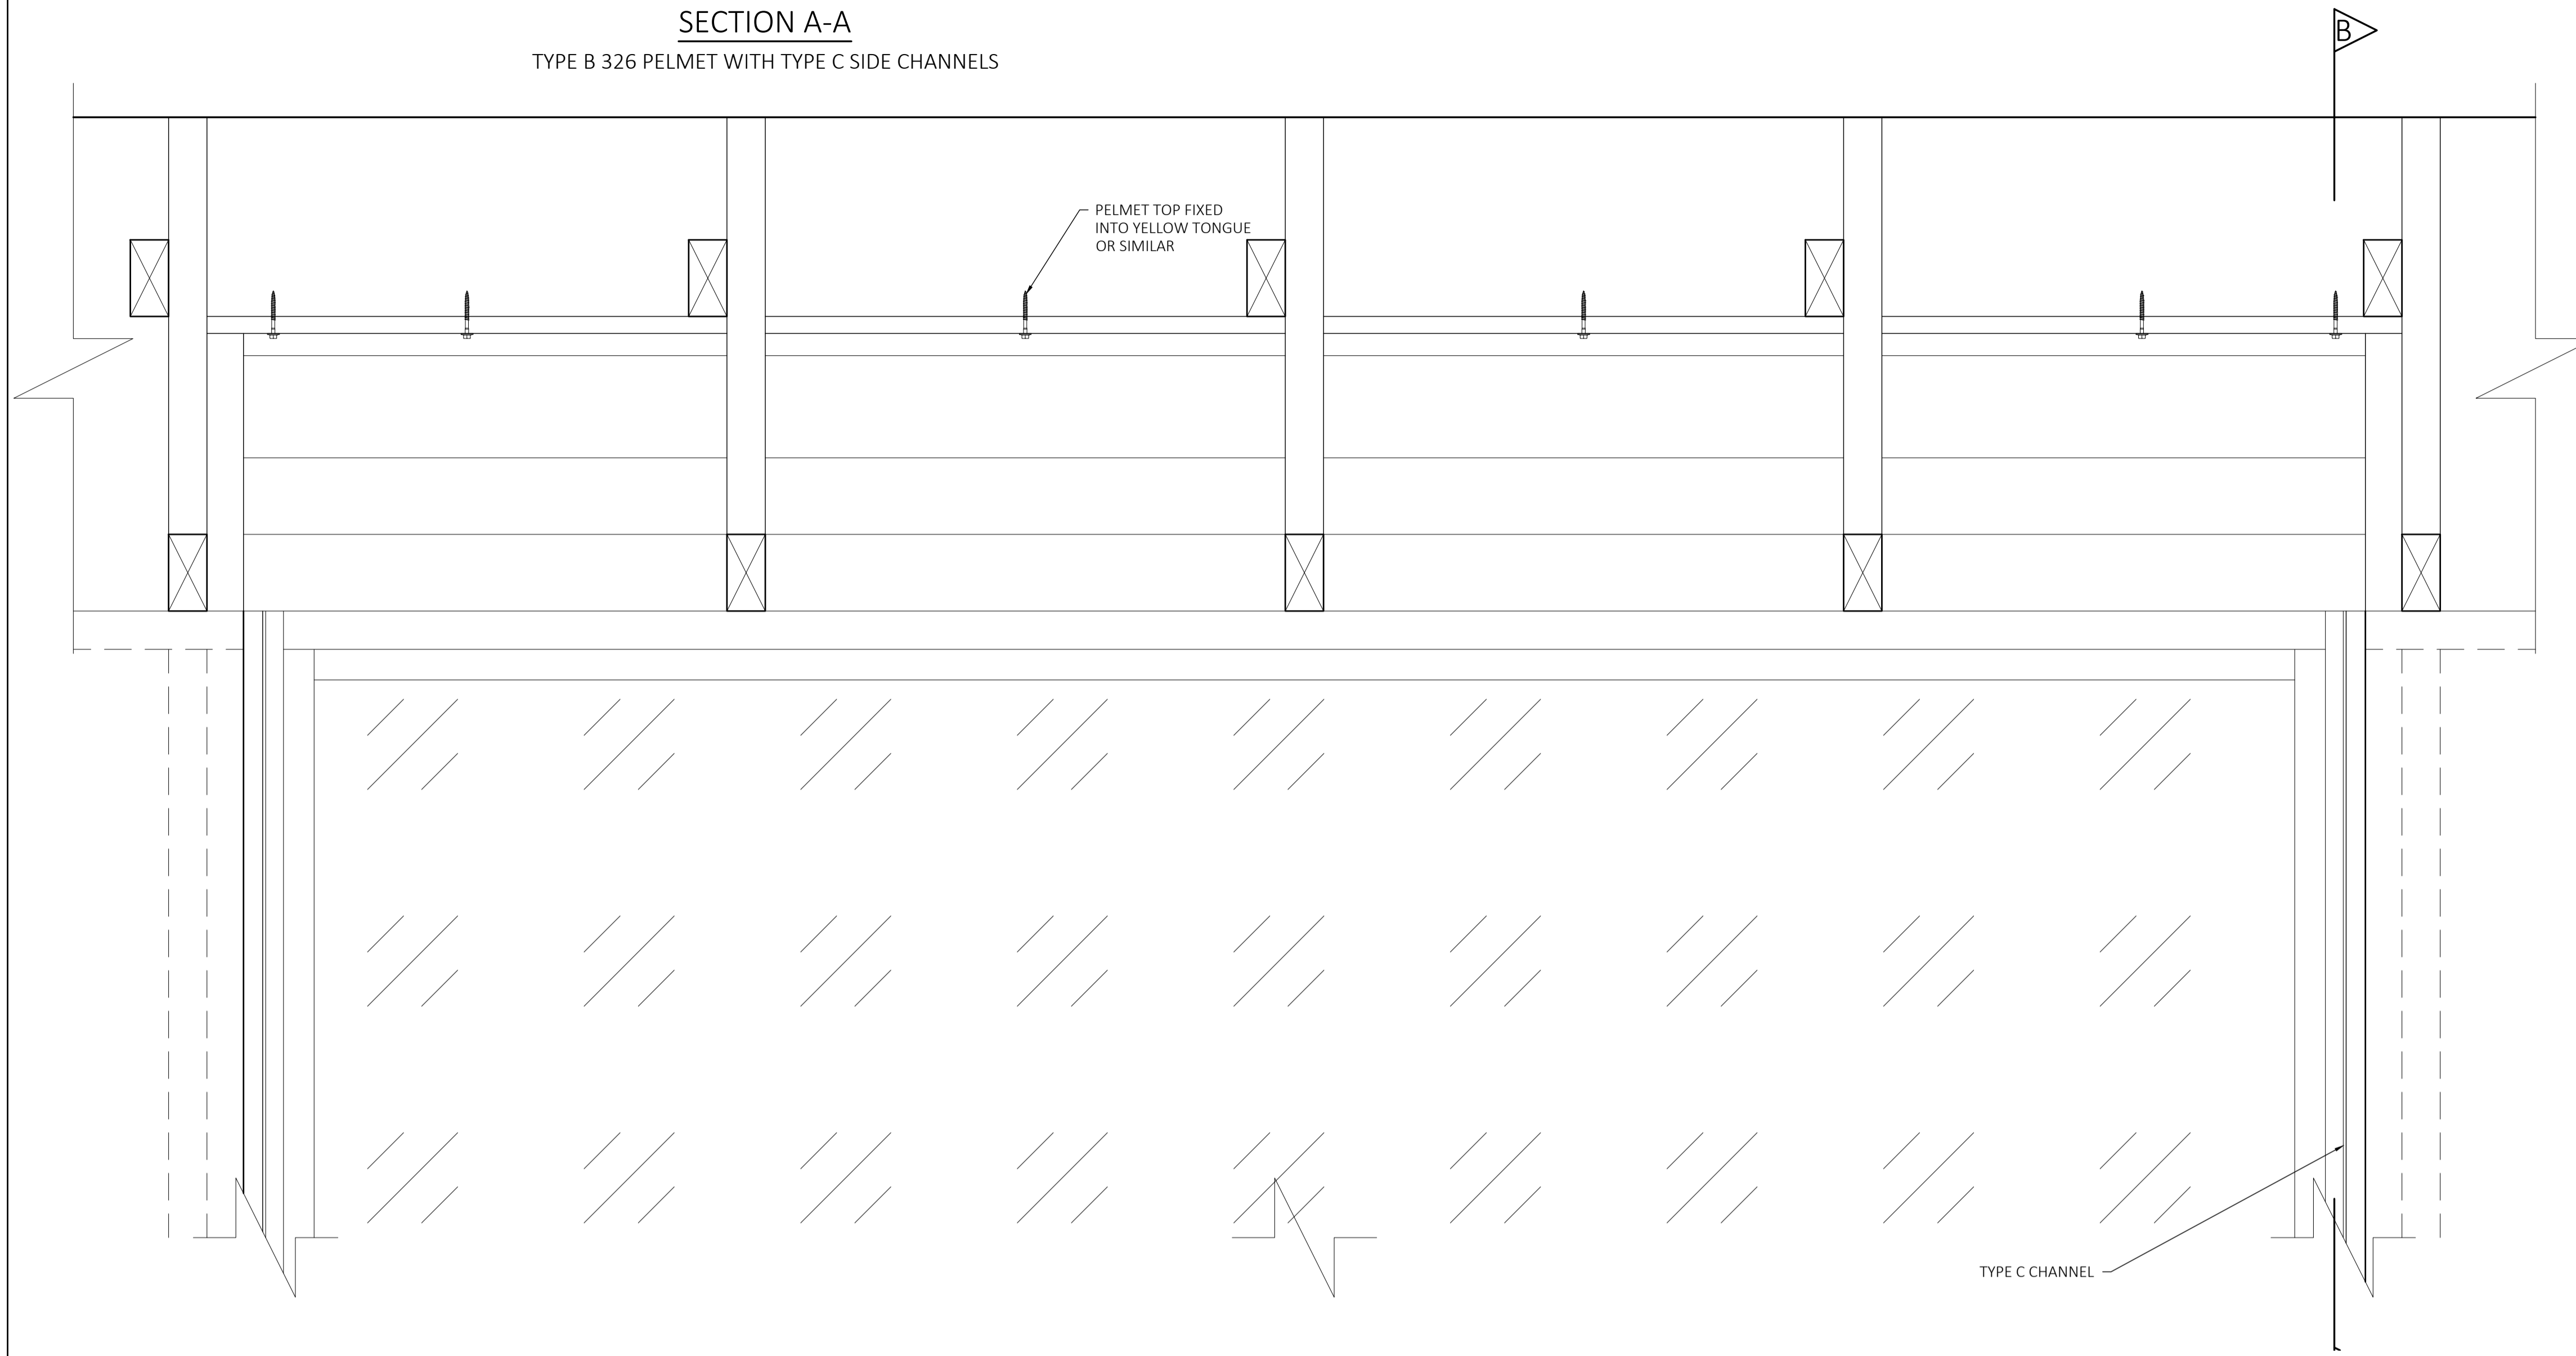 SECTION A-A
TYPE B 326 PELMET WITH TYPE C SIDE CHANNELS
B
PELMET TOP FIXED
INTO YELLOW TONGUE
OR SIMILAR
TYPE C CHANNEL